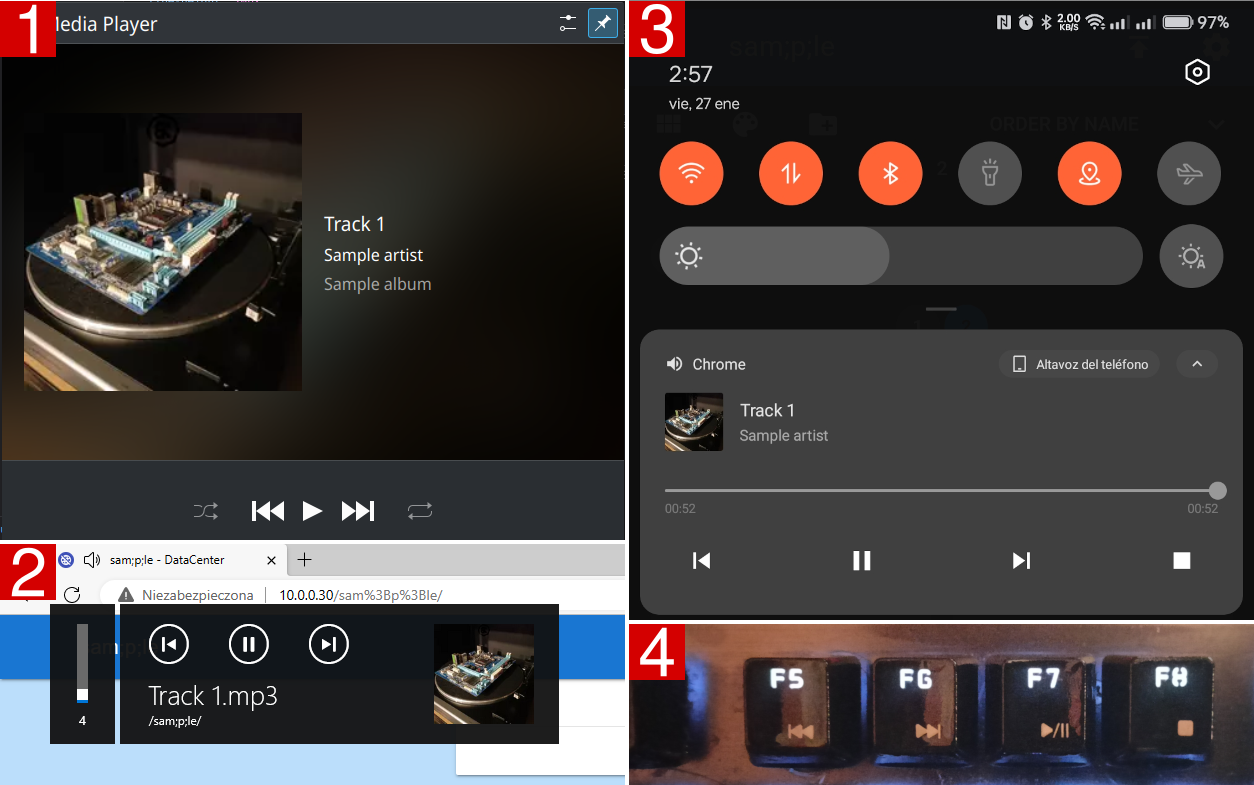 1
Media Player
Track 1
Sample artist
Sample album
2
sam;p;le - DataCenter
Niezabezpieczona
10.0.0.30/sam%3Bp%3Ble/
4
Track 1.mp3
/sam;p;le/
3
2.00
KB/S
97%
sam;p;le
2:57
vie, 27 ene
ORDER BY NAME
2
A
Chrome
Altavoz del teléfono
Track 1
Sample artist
00:52
00:52
4
F5
F6
F7
F8